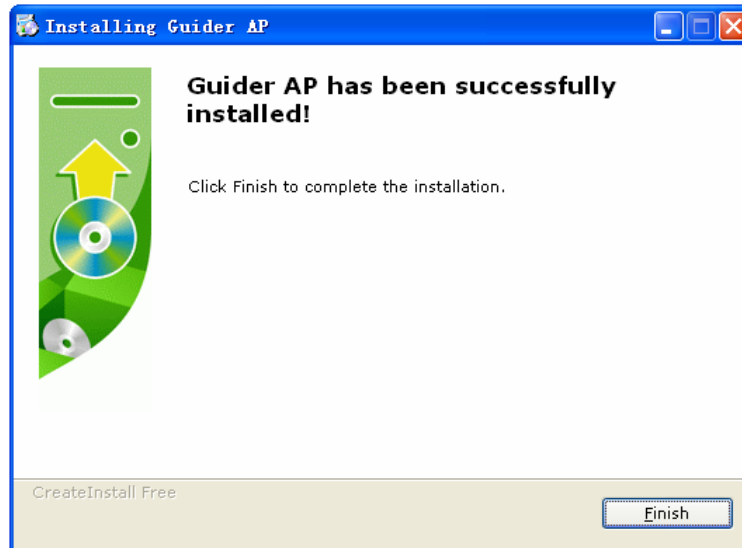 Installing Guider AP
Guider AP has been successfully
installed!
Click Finish to complete the installation.
CreateInstall Free
Finish